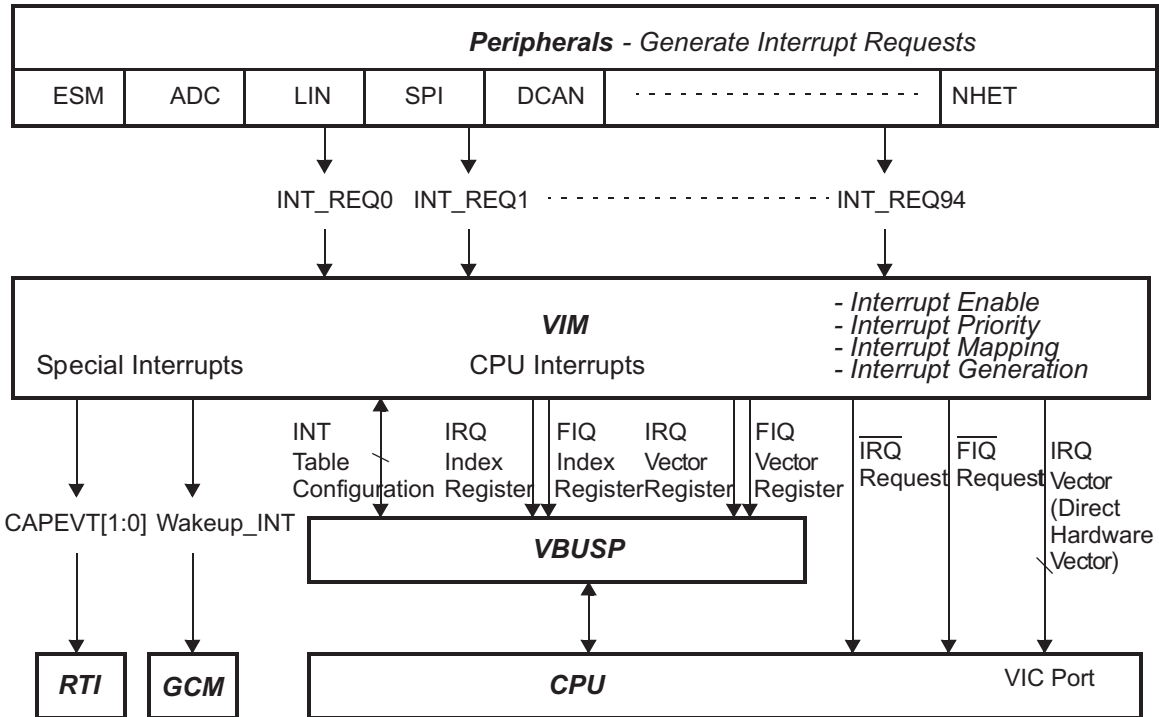 Peripherals - Generate Interrupt Requests
ESM ADC LIN SPI DCAN NHET
INT_REQ0 INT_REQ1 INT_REQ94
VIM
- Interrupt Enable
- Interrupt Priority
- Interrupt Mapping
- Interrupt Generation
Special Interrupts
CPU Interrupts
INT
Table
Configuration
IRQ
Index
Register
FIQ
Index
Register
IRQ
Vector
Register
FIQ
Vector
Register
I̅R̅Q̅
Request
F̅I̅Q̅
Request
IRQ
Vector
(Direct
Hardware
Vector)
CAPEVT[1:0] Wakeup_INT
VBUSP
RTI GCM CPU VIC Port